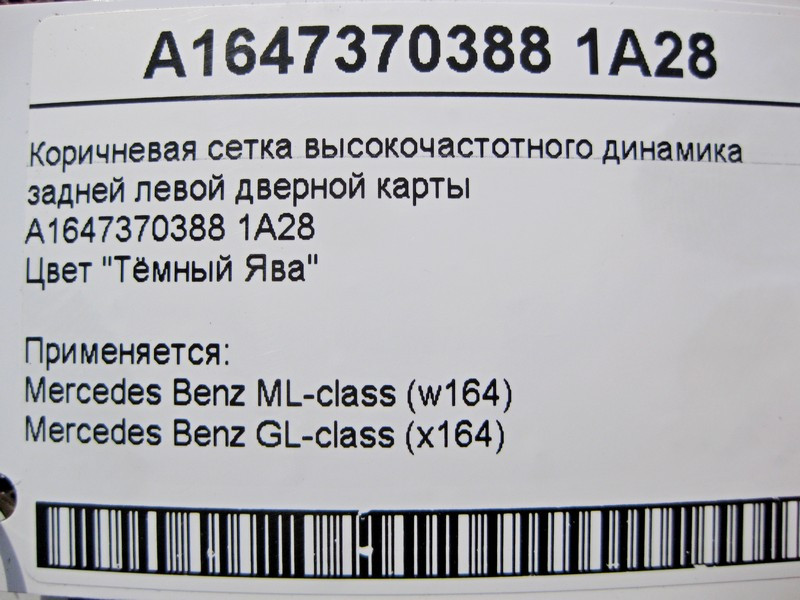 A1647370388 1A28
Коричневая сетка высокочастотного динамика
задней левой дверной карты
A1647370388 1A28
Цвет "Тёмный Ява"
Применяется:
Mercedes Benz ML-class (w164)
Mercedes Benz GL-class (x164)